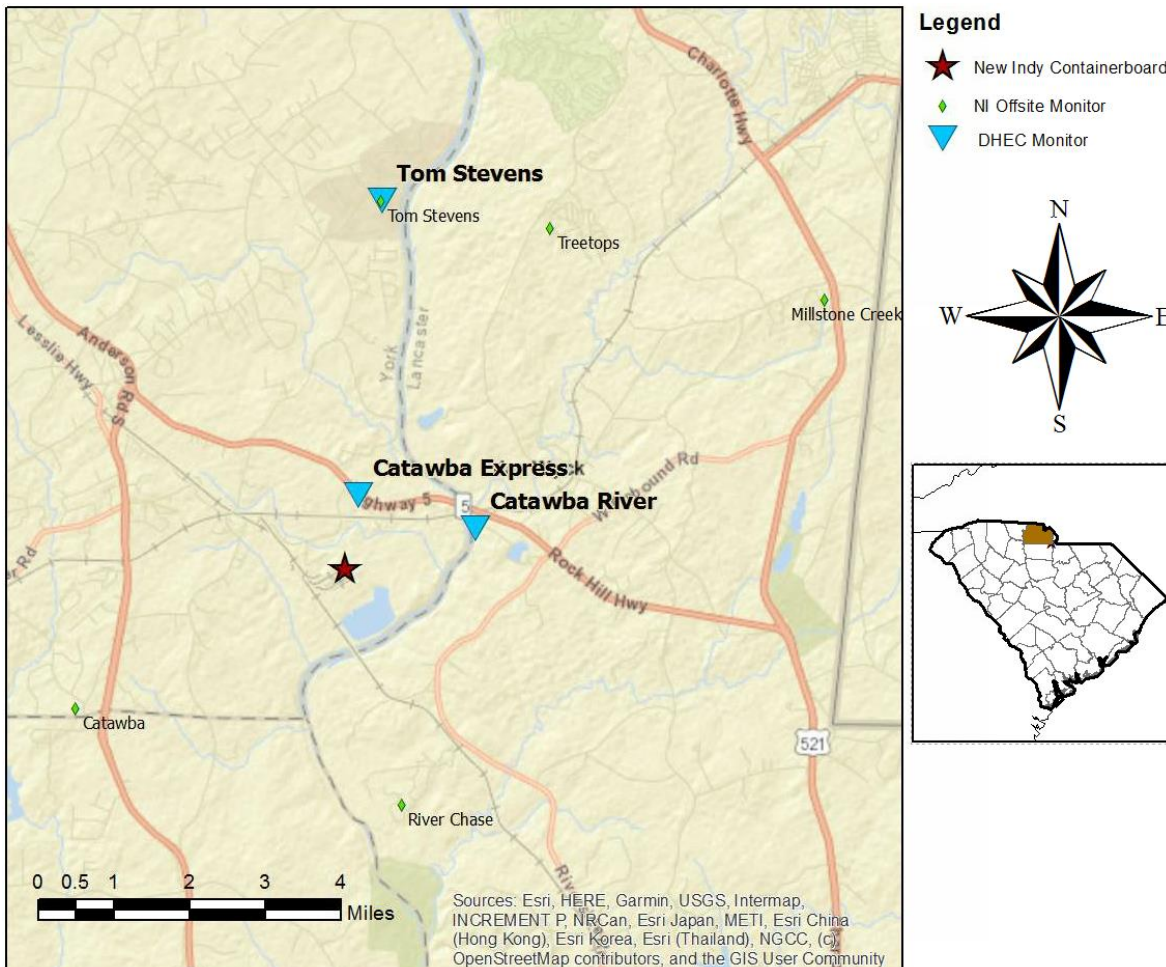 Legend
New Indy Containerboard
NI Offsite Monitor
DHEC Monitor
N
W
E
S
Charlotte Hwy
Tom Stevens
Tom Stevens
Treetops
Millstone Creek
Lesslie Hwy
Anderson Rd S
York
Lancaster
Catawba Express
Highway 5
5
Catawba River
Rock Hill Hwy
Catawba
521
River Chase
0 0.5 1 2 3 4
Miles
Sources: Esri, HERE, Garmin, USGS, Intermap,
INCREMENT P, NRCan, Esri Japan, METI, Esri China
(Hong Kong), Esri Korea, Esri (Thailand), NGCC, (c)
OpenStreetMap contributors, and the GIS User Community